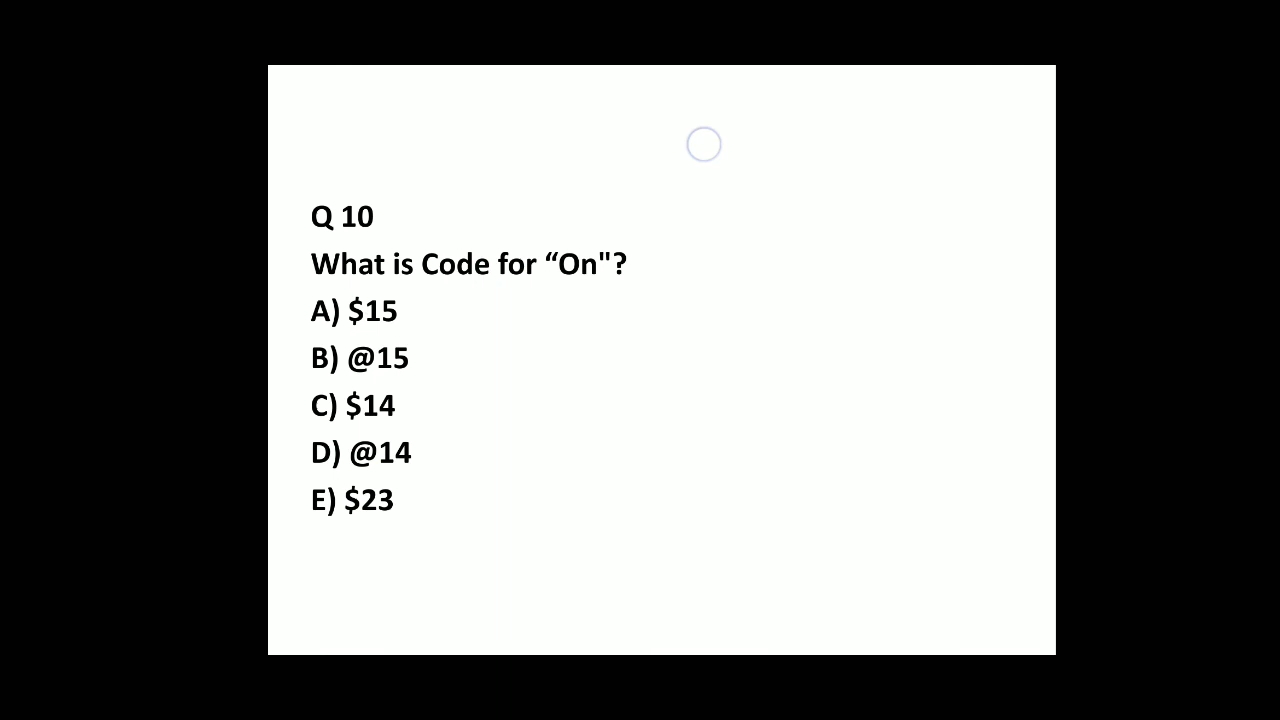 Q 10
What is Code for “On"?
A) $15
B) @15
C) $14
D) @14
E) $23